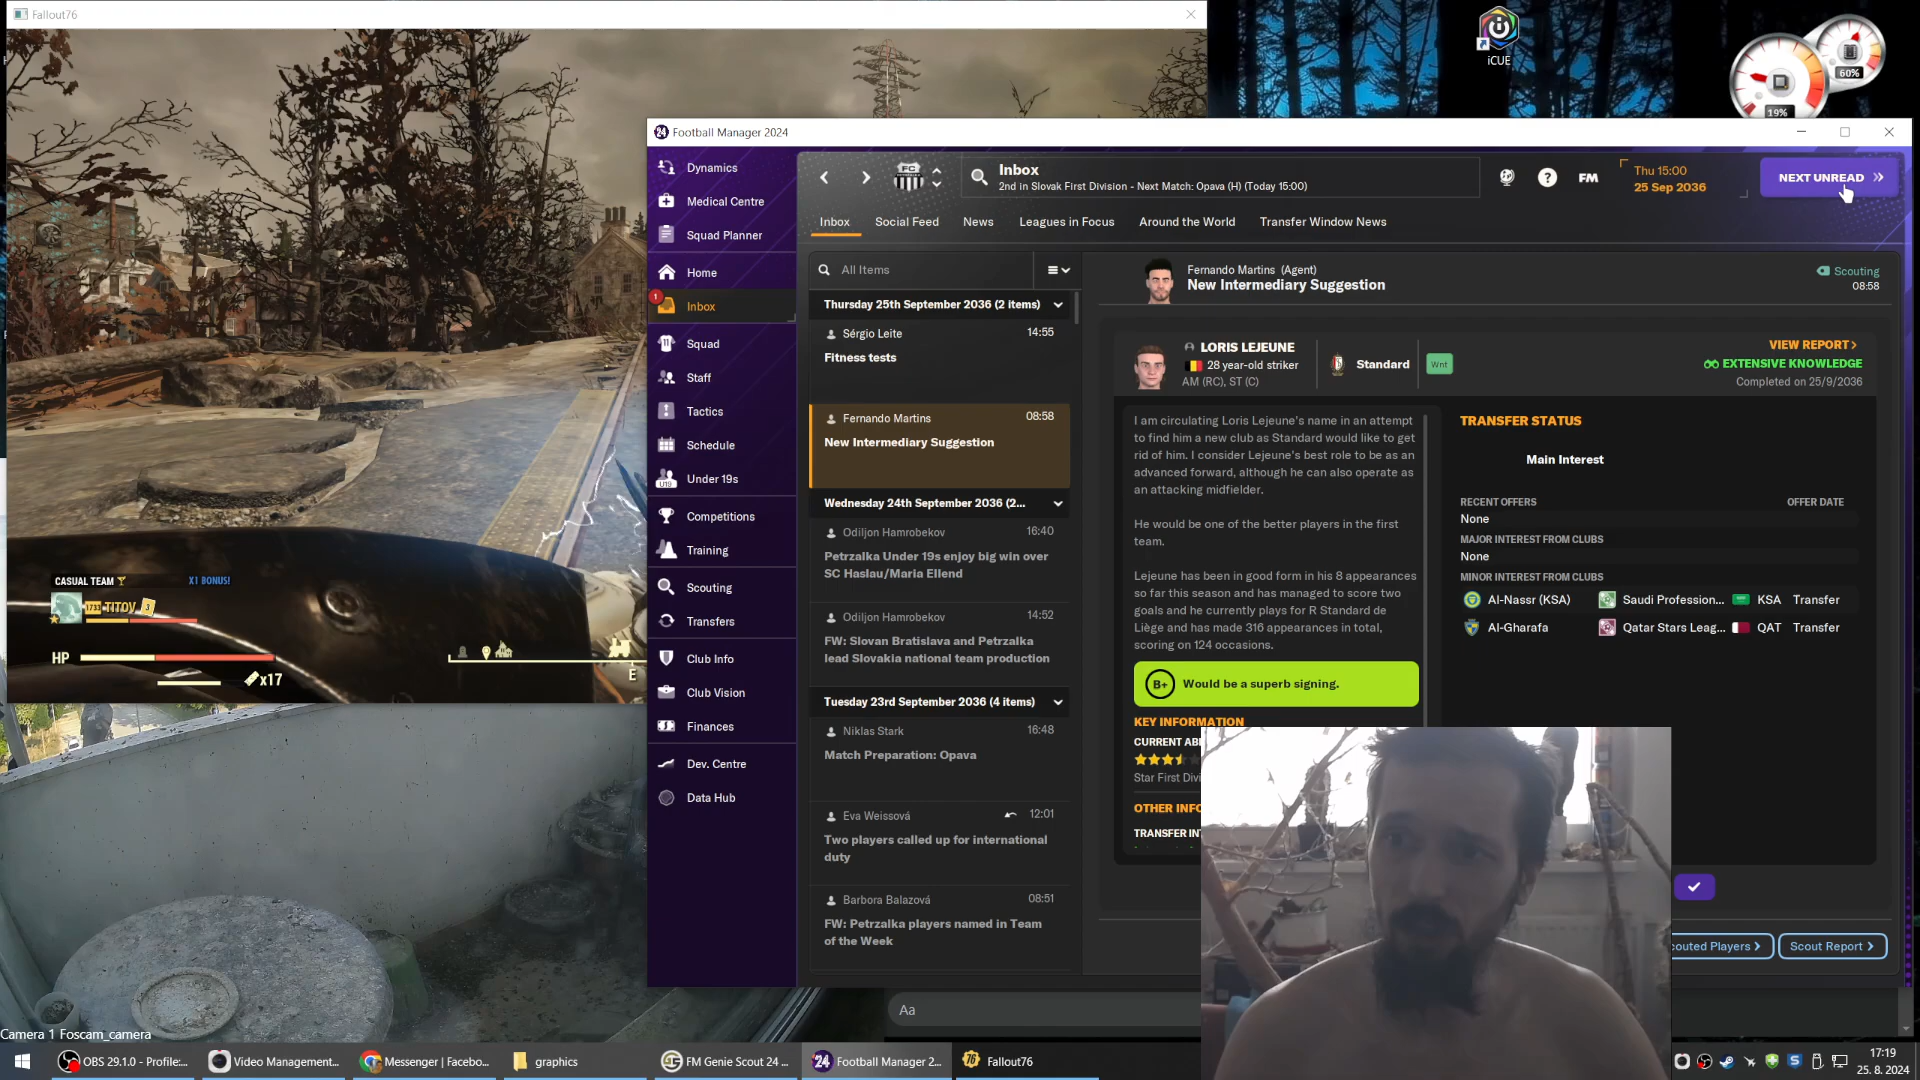 Fallout76
iCUE
60%
19%
Football Manager 2024
Dynamics
Medical Centre
Squad Planner
Home
1
Inbox
Squad
Staff
Tactics
Schedule
U19
Under 19s
Competitions
Training
Scouting
Transfers
Club Info
Club Vision
Finances
Dev. Centre
Data Hub
FC
Inbox
2nd in Slovak First Division - Next Match: Opava (H) (Today 15:00)
FM
Thu 15:00
25 Sep 2036
NEXT UNREAD
Inbox
Social Feed
News
Leagues in Focus
Around the World
Transfer Window News
All Items
Thursday 25th September 2036 (2 items)
Sérgio Leite
14:55
Fitness tests
Fernando Martins
08:58
New Intermediary Suggestion
Wednesday 24th September 2036 (2...
Odiljon Hamrobekov
16:40
Petrzalka Under 19s enjoy big win over
SC Haslau/Maria Ellend
Odiljon Hamrobekov
14:52
FW: Slovan Bratislava and Petrzalka
lead Slovakia national team production
Tuesday 23rd September 2036 (4 items)
Niklas Stark
16:48
Match Preparation: Opava
Eva Weissová
12:01
Two players called up for international
duty
Barbora Balazová
08:51
FW: Petrzalka players named in Team
of the Week
Fernando Martins (Agent)
New Intermediary Suggestion
Scouting
08:58
LORIS LEJEUNE
28 year-old striker
AM (RC), ST (C)
Standard
Wnt
VIEW REPORT>
EXTENSIVE KNOWLEDGE
Completed on 25/9/2036
I am circulating Loris Lejeune's name in an attempt
to find him a new club as Standard would like to get
rid of him. I consider Lejeune's best role to be as an
advanced forward, although he can also operate as
an attacking midfielder.
He would be one of the better players in the first
team.
Lejeune has been in good form in his 8 appearances
so far this season and has managed to score two
goals and he currently plays for R Standard de
Liège and has made 316 appearances in total,
scoring on 124 occasions.
B+
Would be a superb signing.
KEY INFORMATION
CURRENT AB
Star First Divi
OTHER INFO
TRANSFER IN
TRANSFER STATUS
Main Interest
RECENT OFFERS
OFFER DATE
None
MAJOR INTEREST FROM CLUBS
None
MINOR INTEREST FROM CLUBS
Al-Nassr (KSA)
Saudi Profession...
KSA
Transfer
Al-Gharafa
Qatar Stars Leag...
QAT
Transfer
couted Players >
Scout Report >
CASUAL TEAM
X1 BONUS!
1733 TITOV 3
HP
x17
E
Aa
Camera 1 Foscam_camera
OBS 29.1.0 - Profile:...
Video Management...
Messenger | Facebo...
graphics
FM Genie Scout 24 ...
24
Football Manager 2...
76
Fallout76
17:19
25. 8. 2024